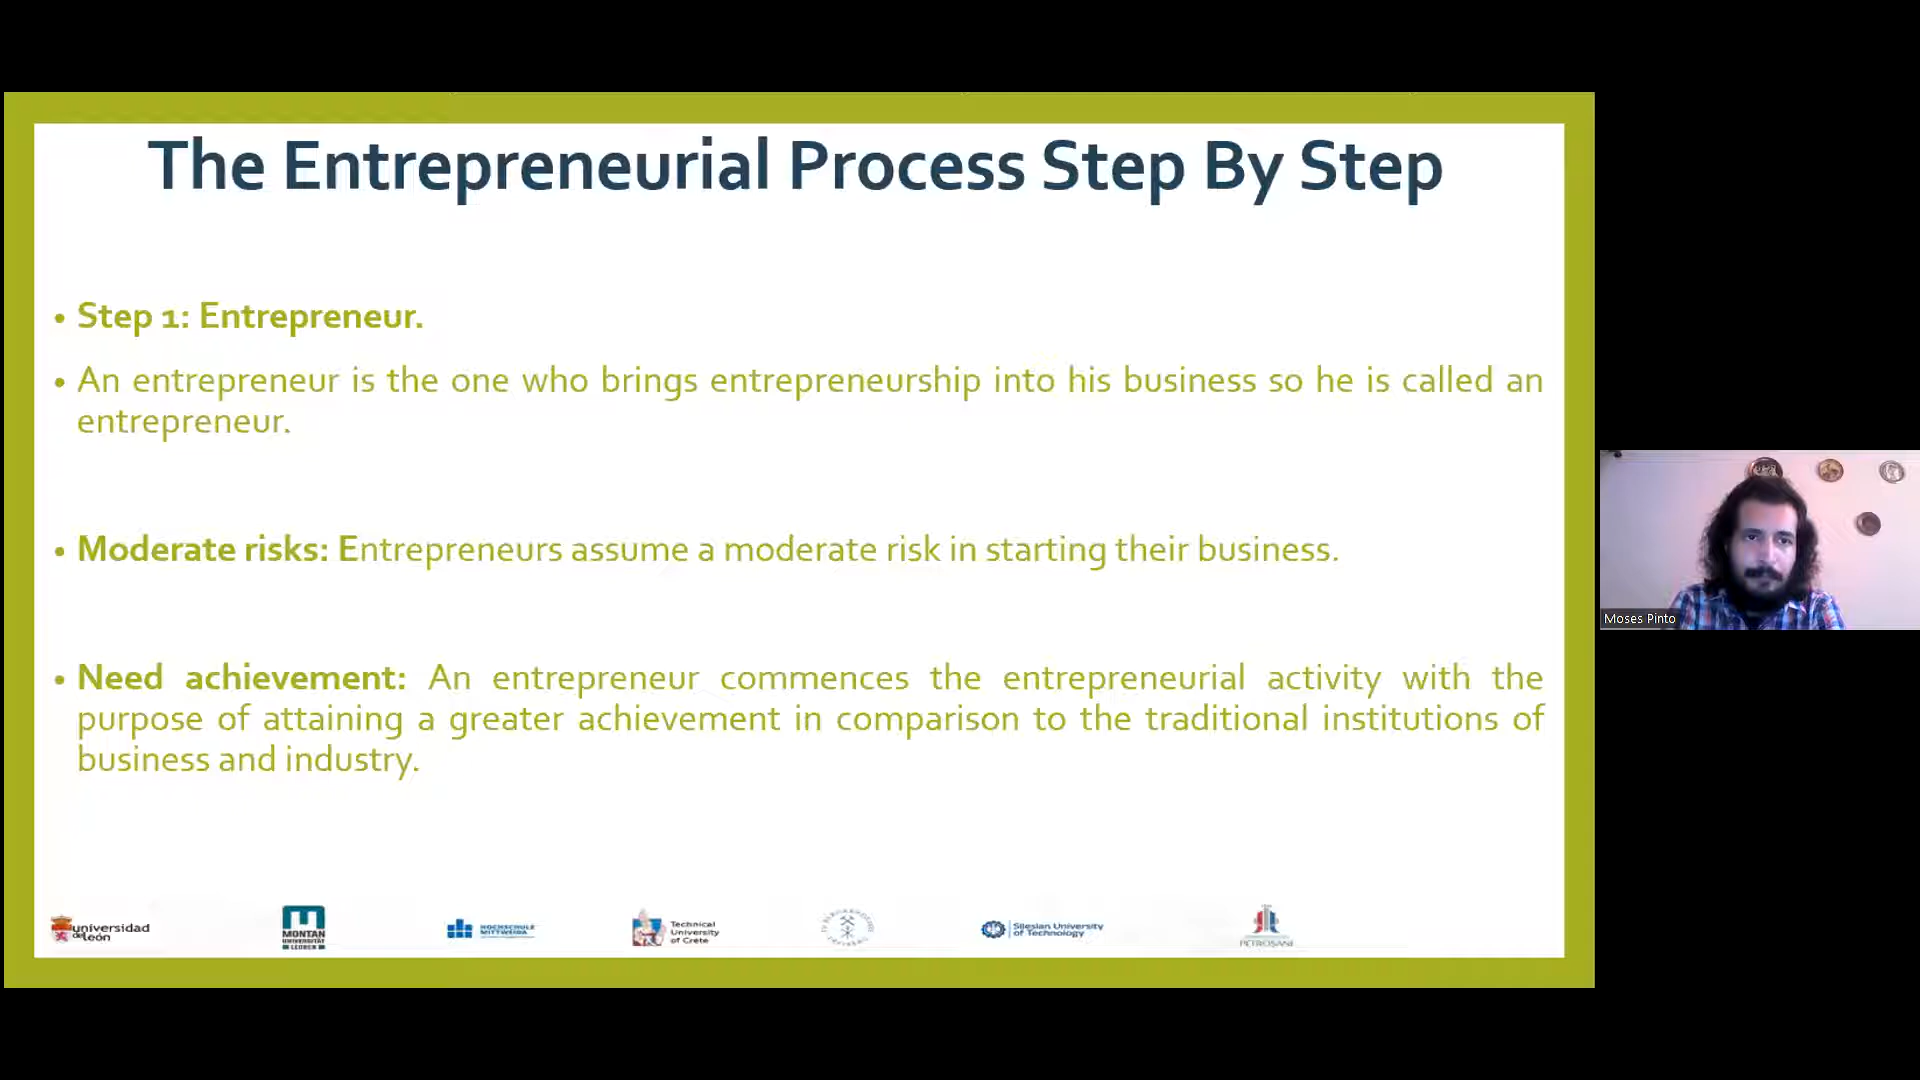 The Entrepreneurial Process Step By Step
• Step 1: Entrepreneur.
• An entrepreneur is the one who brings entrepreneurship into his business so he is called an
entrepreneur.
• Moderate risks: Entrepreneurs assume a moderate risk in starting their business.
• Need achievement: An entrepreneur commences the entrepreneurial activity with the
purpose of attaining a greater achievement in comparison to the traditional institutions of
business and industry.
Moses Pinto
universidad
de león
MONTAN
UNIVERSITÄT
LEOBEN
HOCHSCHULE
MITTWEIDA
Technical
University
of Crete
Silesian University
of Technology
PETROȘANI